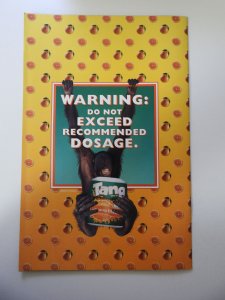 WARNING:
DO NOT
EXCEED
RECOMMENDED
DOSAGE.
Tang